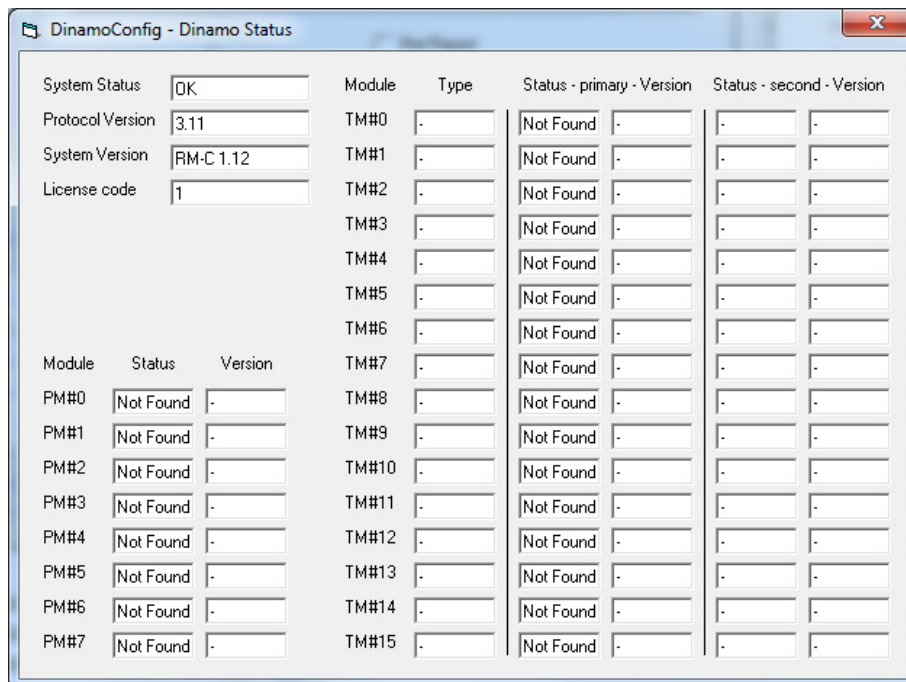 DinamoConfig - Dinamo Status
System Status OK
Protocol Version 3.11
System Version RM-C 1.12
License code 1
Module Status Version
PM#0 Not Found -
PM#1 Not Found -
PM#2 Not Found -
PM#3 Not Found -
PM#4 Not Found -
PM#5 Not Found -
PM#6 Not Found -
PM#7 Not Found -
Module Type Status - primary - Version Status - second - Version
TM#0 - Not Found - - -
TM#1 - Not Found - - -
TM#2 - Not Found - - -
TM#3 - Not Found - - -
TM#4 - Not Found - - -
TM#5 - Not Found - - -
TM#6 - Not Found - - -
TM#7 - Not Found - - -
TM#8 - Not Found - - -
TM#9 - Not Found - - -
TM#10 - Not Found - - -
TM#11 - Not Found - - -
TM#12 - Not Found - - -
TM#13 - Not Found - - -
TM#14 - Not Found - - -
TM#15 - Not Found - - -